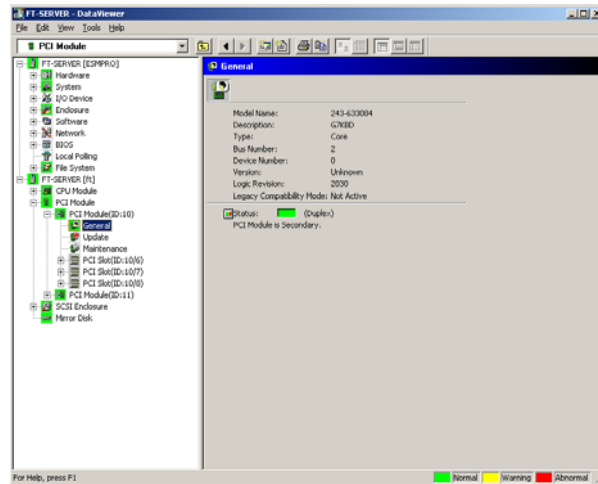 FT-SERVER - DataViewer
File Edit View Tools Help
PCI Module
FT-SERVER [ESMPRO]
Hardware
System
I/O Device
Enclosure
Software
Network
BIOS
Local Polling
File System
FT-SERVER [ft]
CPU Module
PCI Module
PCI Module(ID:10)
General
Update
Maintenance
PCI Slot(ID:10/6)
PCI Slot(ID:10/7)
PCI Slot(ID:10/8)
PCI Module(ID:11)
SCSI Enclosure
Mirror Disk
General
Model Name: 243-633084
Description: G7KBD
Type: Core
Bus Number: 2
Device Number: 0
Version: Unknown
Logic Revision: 2030
Legacy Compatibility Mode: Not Active
Status: (Duplex)
PCI Module is Secondary.
For Help, press F1
Normal Warning Abnormal